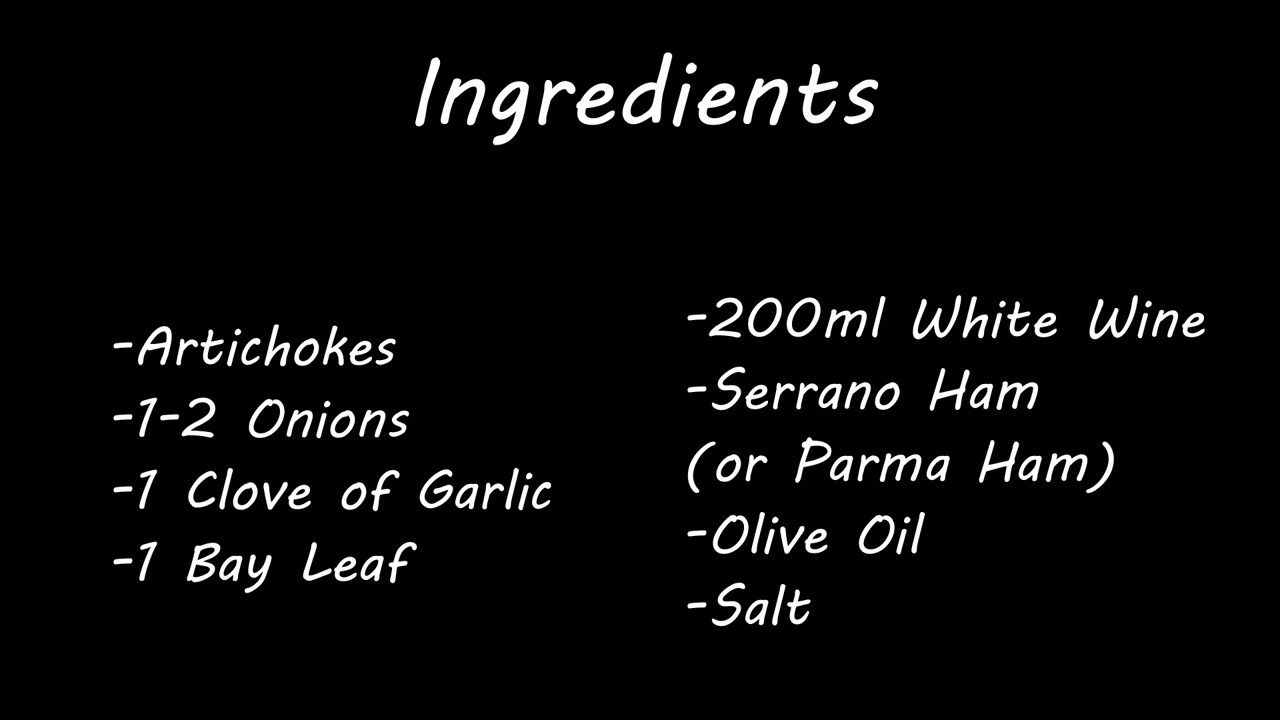 Ingredients
-Artichokes
-1-2 Onions
-1 Clove of Garlic
-1 Bay Leaf
-200ml White Wine
-Serrano Ham
(or Parma Ham)
-Olive Oil
-Salt